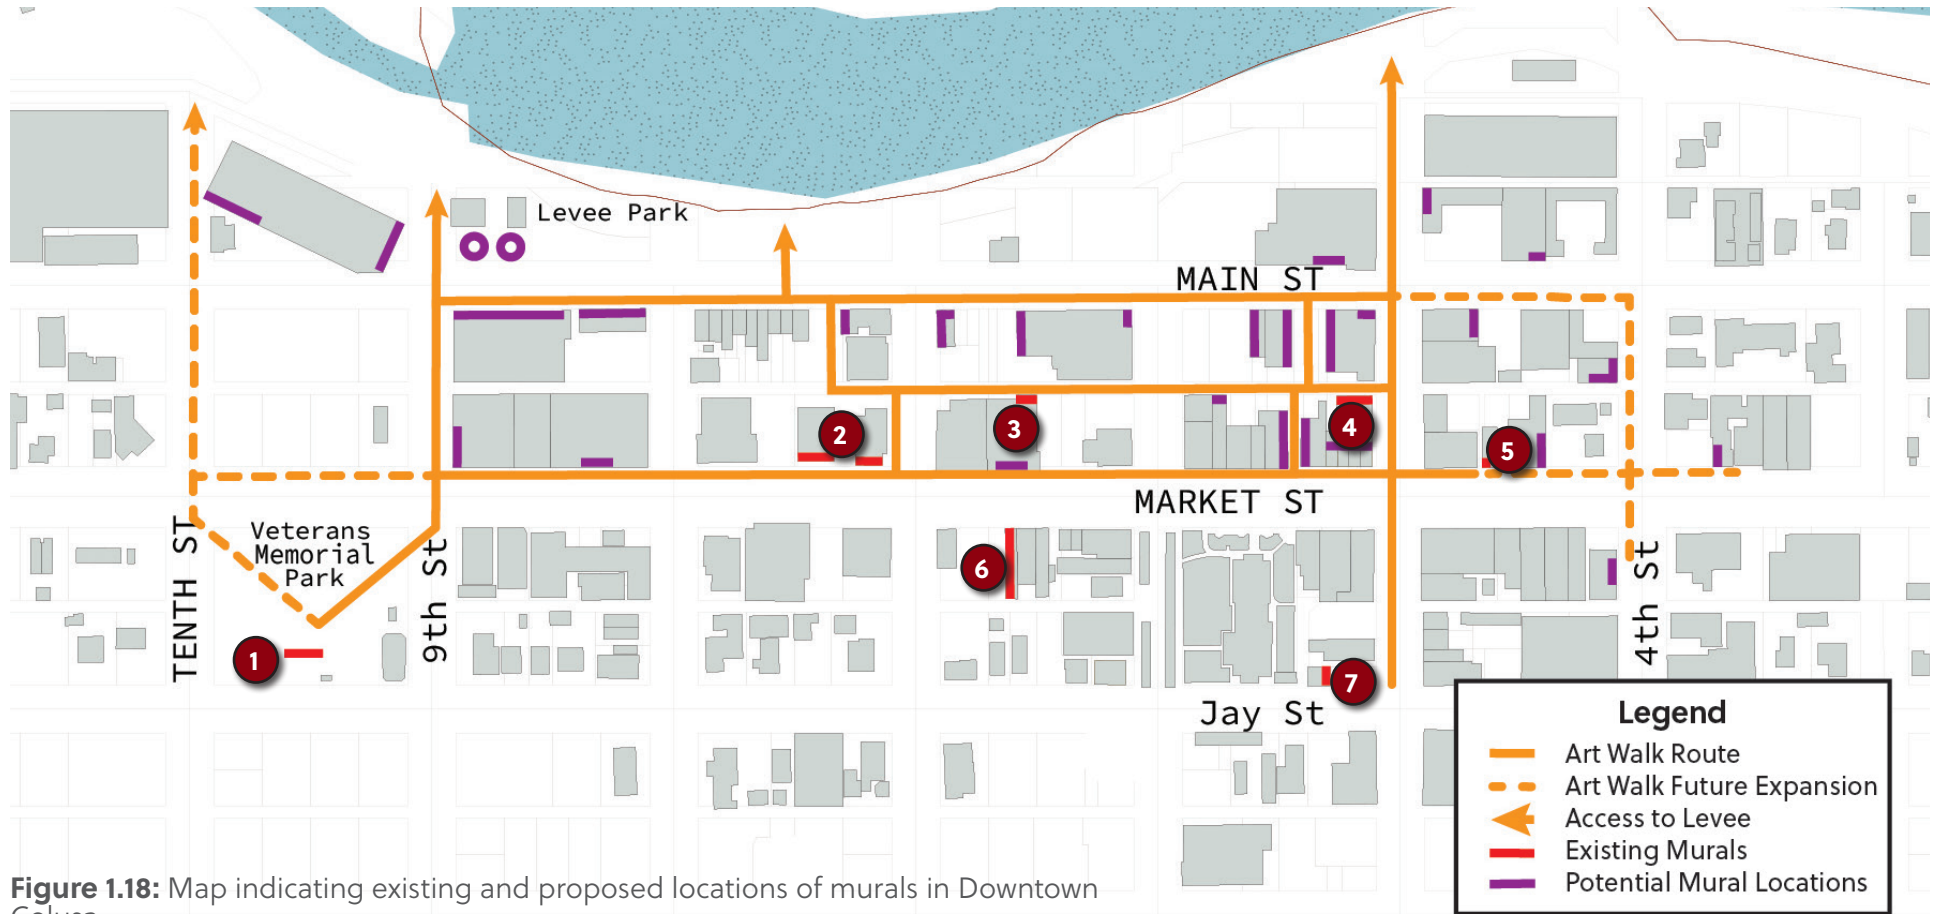 Levee Park
MAIN ST
2
3
4
5
MARKET ST
Veterans
Memorial
Park
TENTH ST
9th St
6
4th St
1
7
Jay St
Legend
Art Walk Route
Art Walk Future Expansion
Access to Levee
Existing Murals
Potential Mural Locations
Figure 1.18: Map indicating existing and proposed locations of murals in Downtown